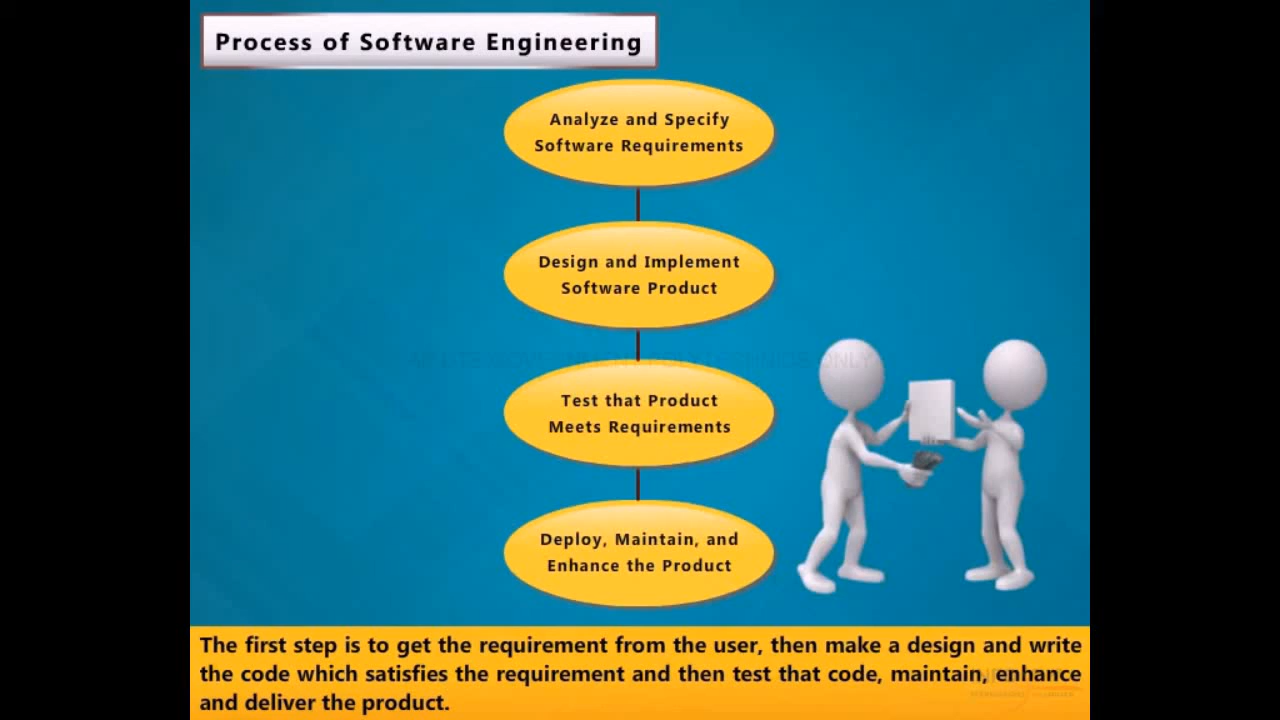 Process of Software Engineering
Analyze and Specify
Software Requirements
Design and Implement
Software Product
Test that Product
Meets Requirements
Deploy, Maintain, and
Enhance the Product
The first step is to get the requirement from the user, then make a design and write
the code which satisfies the requirement and then test that code, maintain, enhance
and deliver the product.